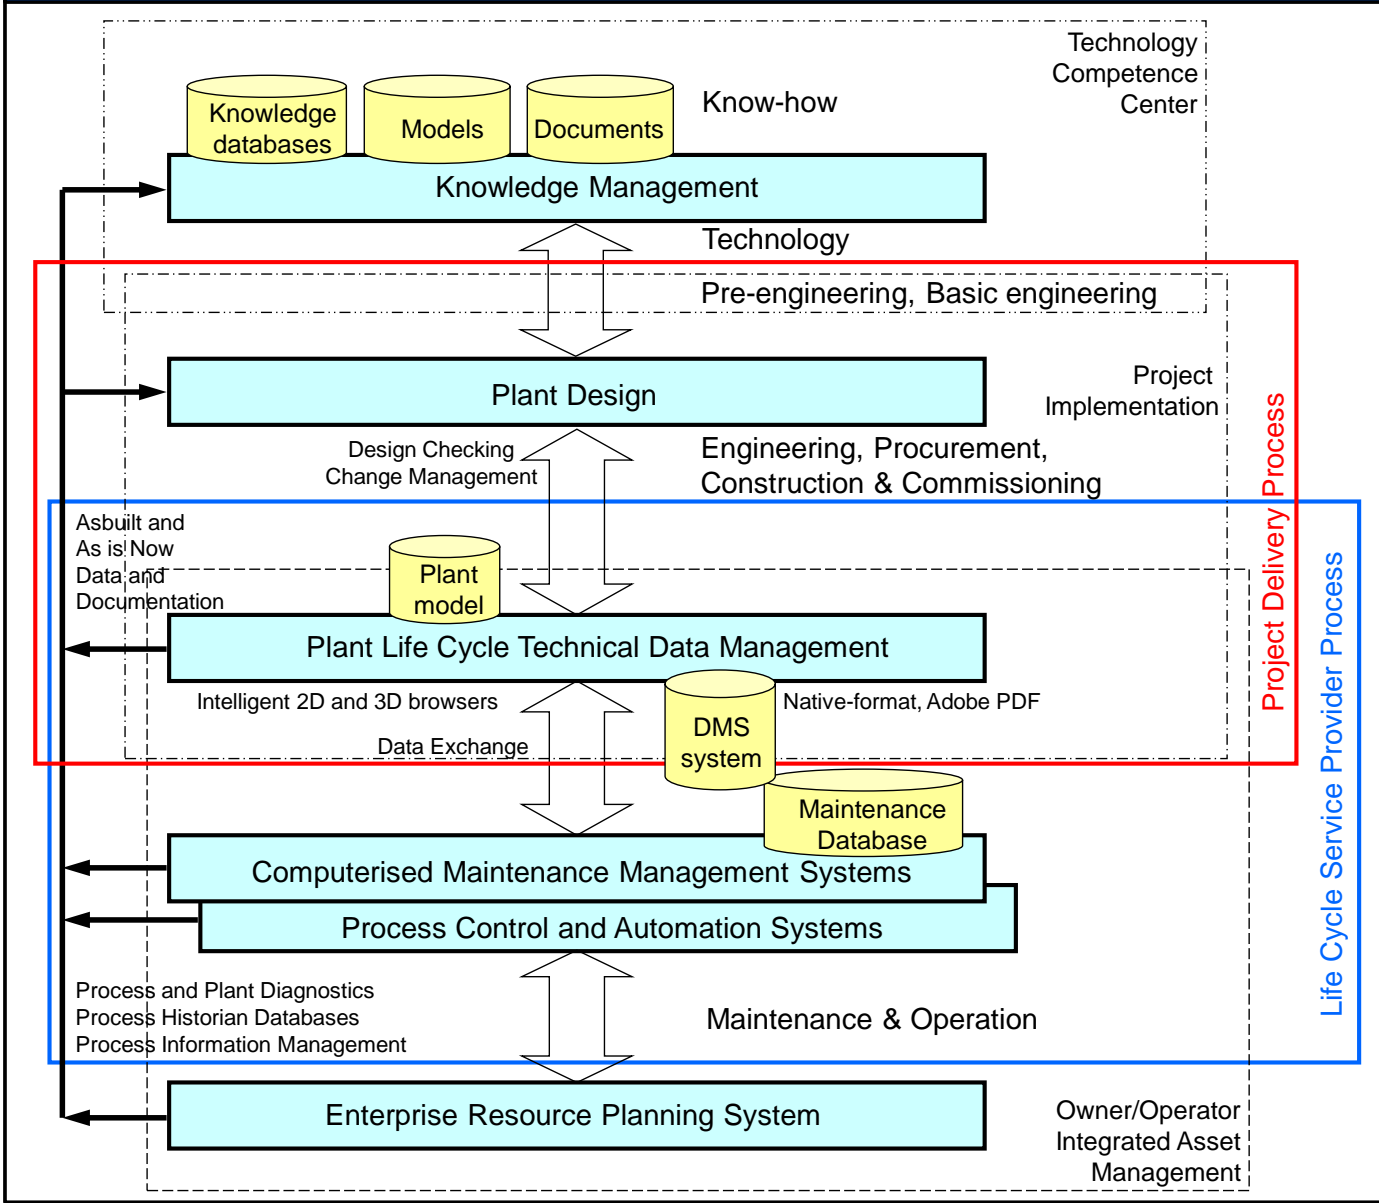 Technology
Competence
Center
Knowledge
databases
Models
Documents
Know-how
Knowledge Management
Technology
Pre-engineering, Basic engineering
Plant Design
Project
Implementation
Design Checking
Change Management
Engineering, Procurement,
Construction & Commissioning
Project Delivery Process
Asbuilt and
As is Now
Data and
Documentation
Plant
model
Plant Life Cycle Technical Data Management
Life Cycle Service Provider Process
Intelligent 2D and 3D browsers
Native-format, Adobe PDF
DMS
system
Data Exchange
Maintenance
Database
Computerised Maintenance Management Systems
Process Control and Automation Systems
Process and Plant Diagnostics
Process Historian Databases
Process Information Management
Maintenance & Operation
Enterprise Resource Planning System
Owner/Operator
Integrated Asset
Management